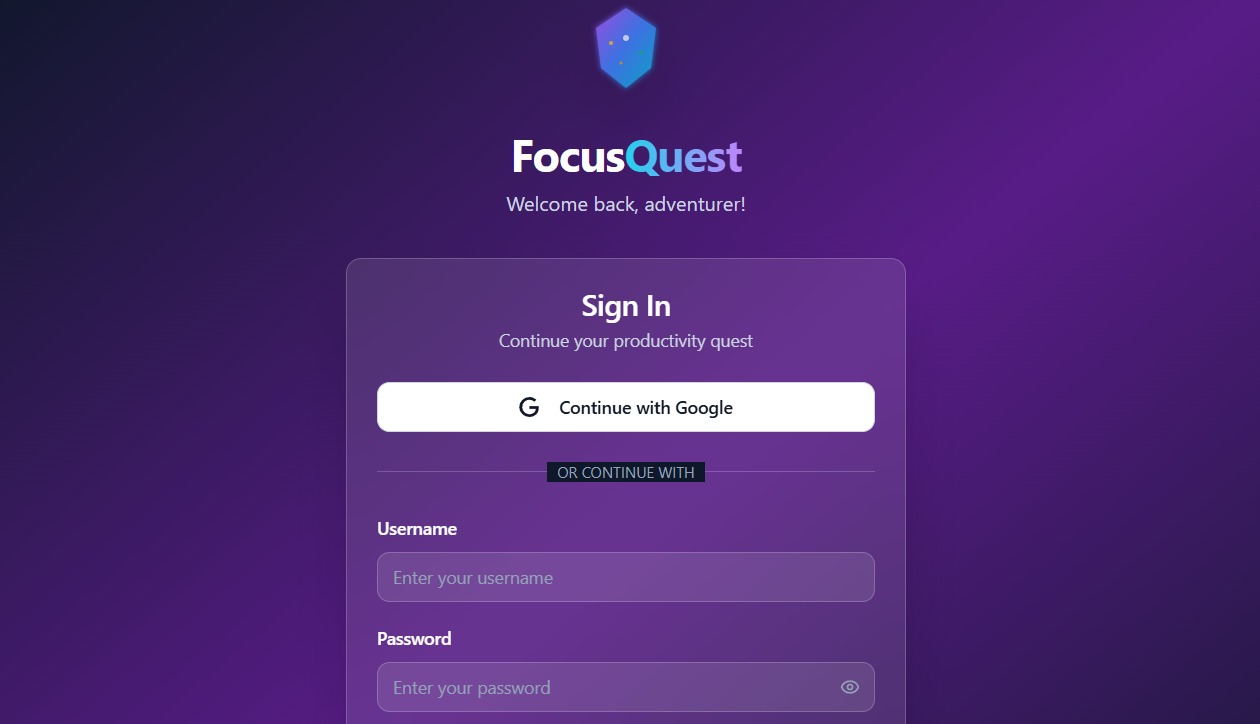 FocusQuest
Welcome back, adventurer!
Sign In
Continue your productivity quest
G Continue with Google
OR CONTINUE WITH
Username
Enter your username
Password
Enter your password